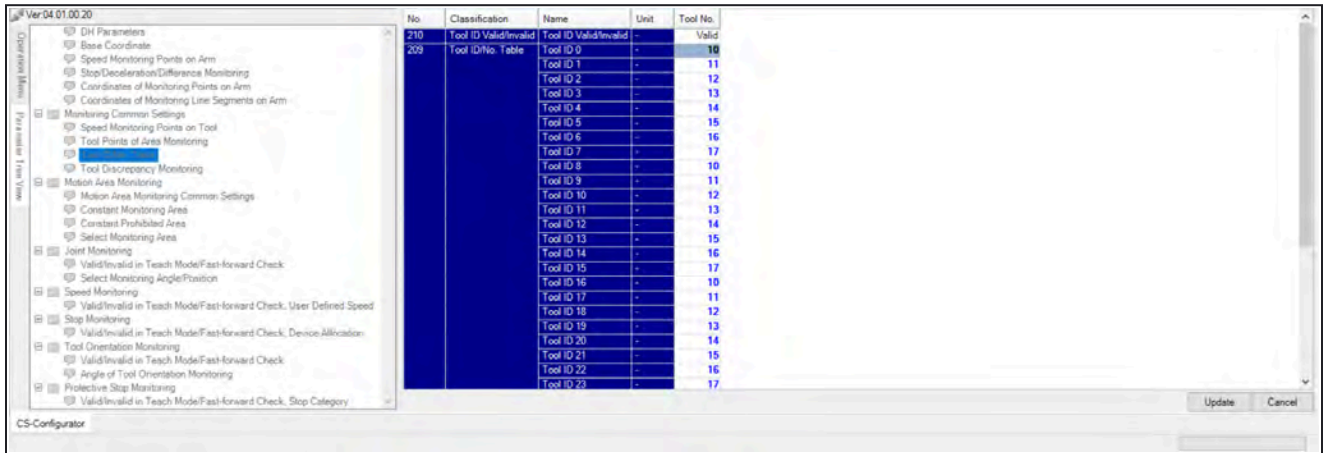 Ver:04.01.00.20
Operation Menu
Parameter Tree View
DH Parameters
Base Coordinate
Speed Monitoring Points on Arm
Stop/Deceleration/Difference Monitoring
Coordinates of Monitoring Points on Arm
Coordinates of Monitoring Line Segments on Arm
Monitoring Common Settings
Speed Monitoring Points on Tool
Tool Points of Area Monitoring
Tool Discrepancy Monitoring
Motion Area Monitoring
Motion Area Monitoring Common Settings
Constant Monitoring Area
Constant Prohibited Area
Select Monitoring Area
Joint Monitoring
Valid/Invalid in Teach Mode/Fast-forward Check
Select Monitoring Angle/Position
Speed Monitoring
Valid/Invalid in Teach Mode/Fast-forward Check, User Defined Speed
Stop Monitoring
Valid/Invalid in Teach Mode/Fast-forward Check, Device Allocation
Tool Orientation Monitoring
Valid/Invalid in Teach Mode/Fast-forward Check
Angle of Tool Orientation Monitoring
Protective Stop Monitoring
Valid/Invalid in Teach Mode/Fast-forward Check, Stop Category
No. Classification Name Unit Tool No.
210 Tool ID Valid/Invalid Tool ID Valid/Invalid - Valid
209 Tool ID/No. Table Tool ID 0 - 10
Tool ID 1 - 11
Tool ID 2 - 12
Tool ID 3 - 13
Tool ID 4 - 14
Tool ID 5 - 15
Tool ID 6 - 16
Tool ID 7 - 17
Tool ID 8 - 10
Tool ID 9 - 11
Tool ID 10 - 12
Tool ID 11 - 13
Tool ID 12 - 14
Tool ID 13 - 15
Tool ID 14 - 16
Tool ID 15 - 17
Tool ID 16 - 10
Tool ID 17 - 11
Tool ID 18 - 12
Tool ID 19 - 13
Tool ID 20 - 14
Tool ID 21 - 15
Tool ID 22 - 16
Tool ID 23 - 17
Update Cancel
CS-Configurator